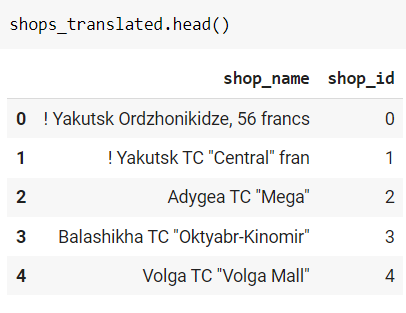 shops_translated.head()
shop_name shop_id
0 ! Yakutsk Ordzhonikidze, 56 francs 0
1 ! Yakutsk TC "Central" fran 1
2 Adygea TC "Mega" 2
3 Balashikha TC "Oktyabr-Kinomir" 3
4 Volga TC "Volga Mall" 4